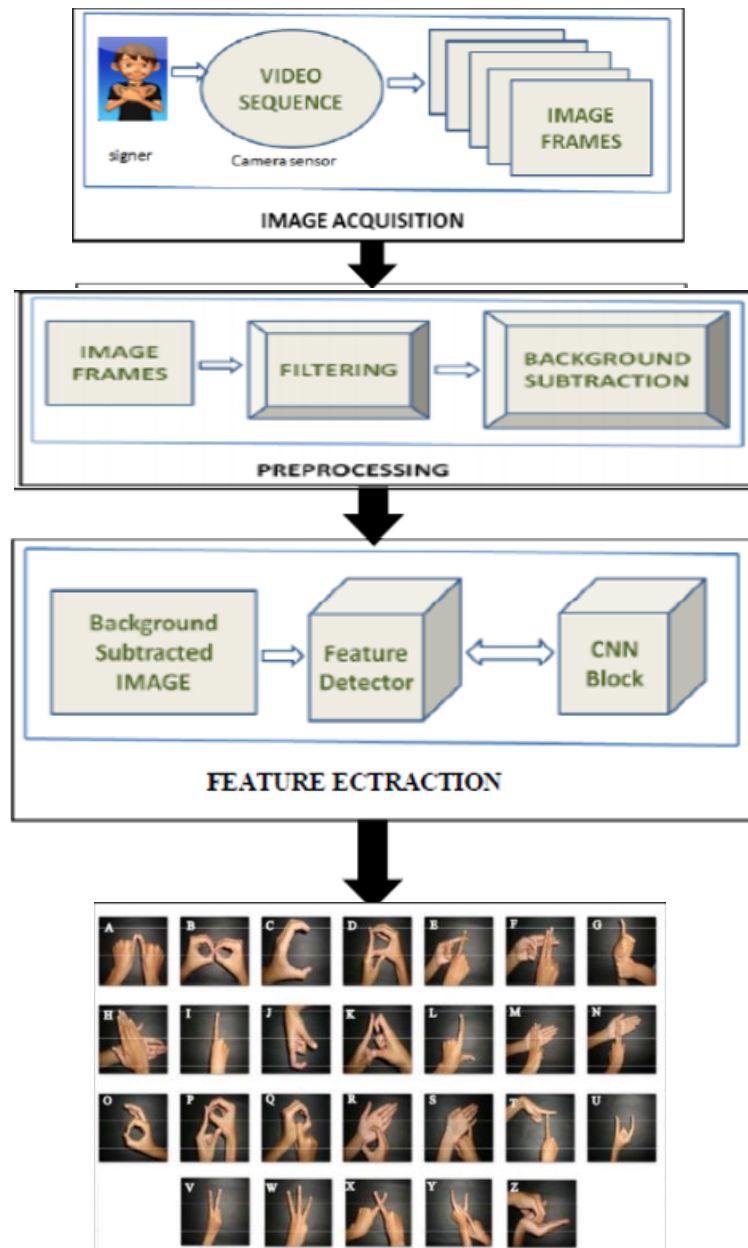 VIDEO
SEQUENCE
IMAGE
FRAMES
signer
Camera sensor
IMAGE ACQUISITION
IMAGE
FRAMES
FILTERING
BACKGROUND
SUBTRACTION
PREPROCESSING
Background
Subtracted
IMAGE
Feature
Detector
CNN
Block
FEATURE ECTRACTION
A B C D E F G
H I J K L M N
O P Q R S T U
V W X Y Z